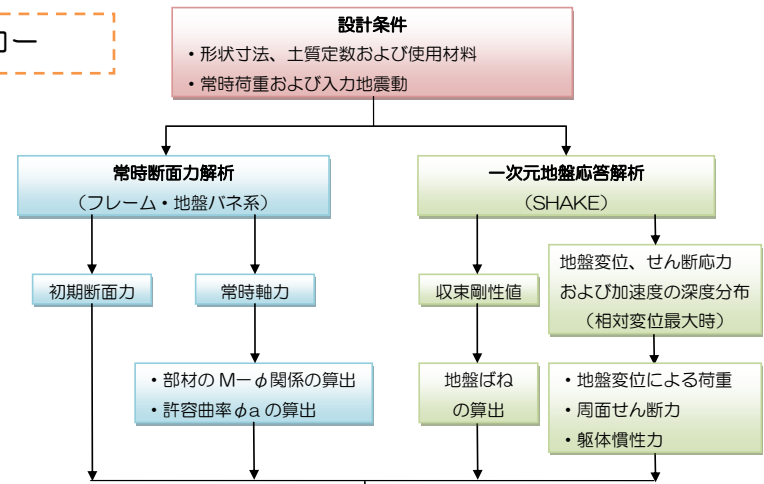 ロー
設計条件
・形状寸法、土質定数および使用材料
・常時荷重および入力地震動
常時断面力解析
(フレーム・地盤バネ系)
一次元地盤応答解析
(SHAKE)
初期断面力
常時軸力
収束剛性値
地盤変位、せん断応力
および加速度の深度分布
(相対変位最大時)
・部材のM-φ関係の算出
・許容曲率φaの算出
地盤ばね
の算出
・地盤変位による荷重
・周面せん断力
・躯体慣性力